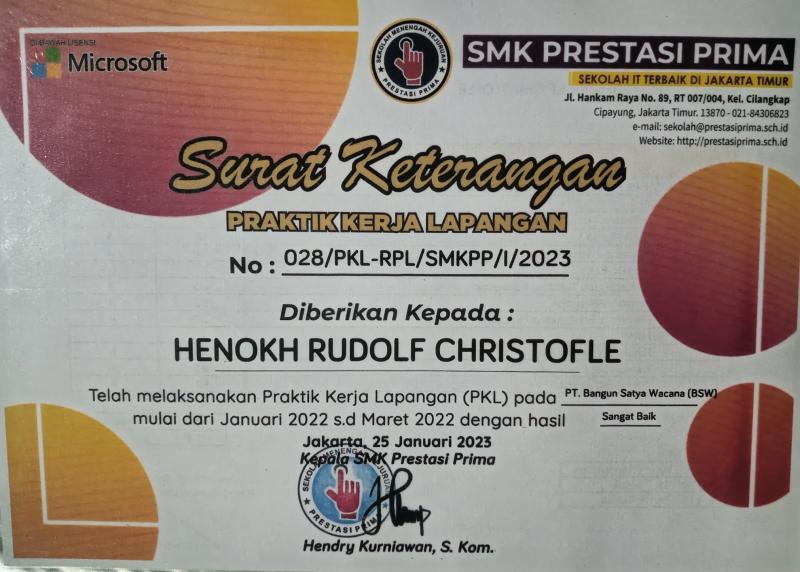 DI BAWAH LISENSI
Microsoft
SEKOLAH MENENGAH KEJURUAN
PRESTASI PRIMA
SMK PRESTASI PRIMA
SEKOLAH IT TERBAIK DI JAKARTA TIMUR
Jl. Hankam Raya No. 89, RT 007/004, Kel. Cilangkap
Cipayung, Jakarta Timur. 13870 - 021-84306823
e-mail: sekolah@prestasiprima.sch.id
Website: http://prestasiprima.sch.id
Surat Keterangan
PRAKTIK KERJA LAPANGAN
No : 028/PKL-RPL/SMKPP/I/2023
Diberikan Kepada :
HENOKH RUDOLF CHRISTOFLE
Telah melaksanakan Praktik Kerja Lapangan (PKL) pada PT. Bangun Satya Wacana (BSW)
mulai dari Januari 2022 s.d Maret 2022 dengan hasil Sangat Baik
Jakarta, 25 Januari 2023
Kepala SMK Prestasi Prima
SEKOLAH MENENGAH KEJURUAN
PRESTASI PRIMA
Hendry Kurniawan, S. Kom.